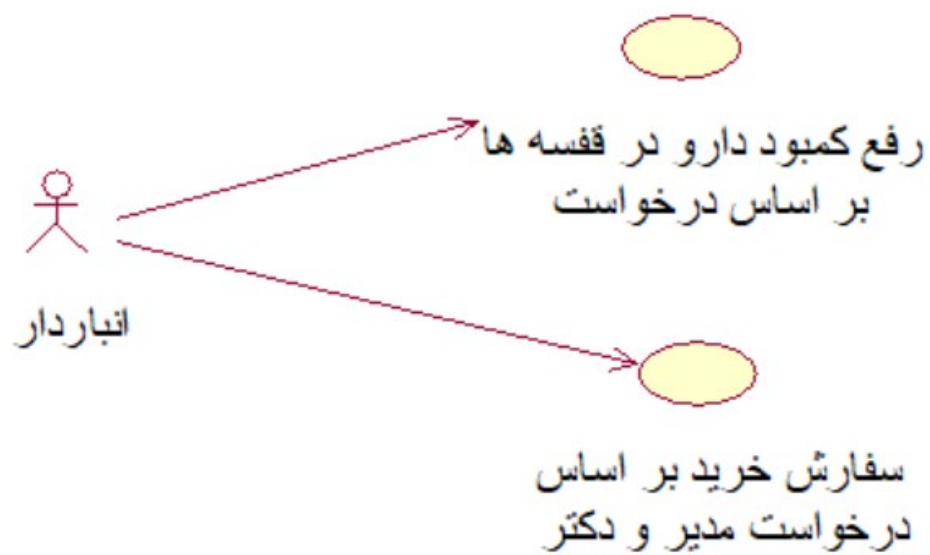 رفع کمبود دارو در قفسه ها
بر اساس درخواست
انباردار
سفارش خرید بر اساس
درخواست مدیر و دکتر